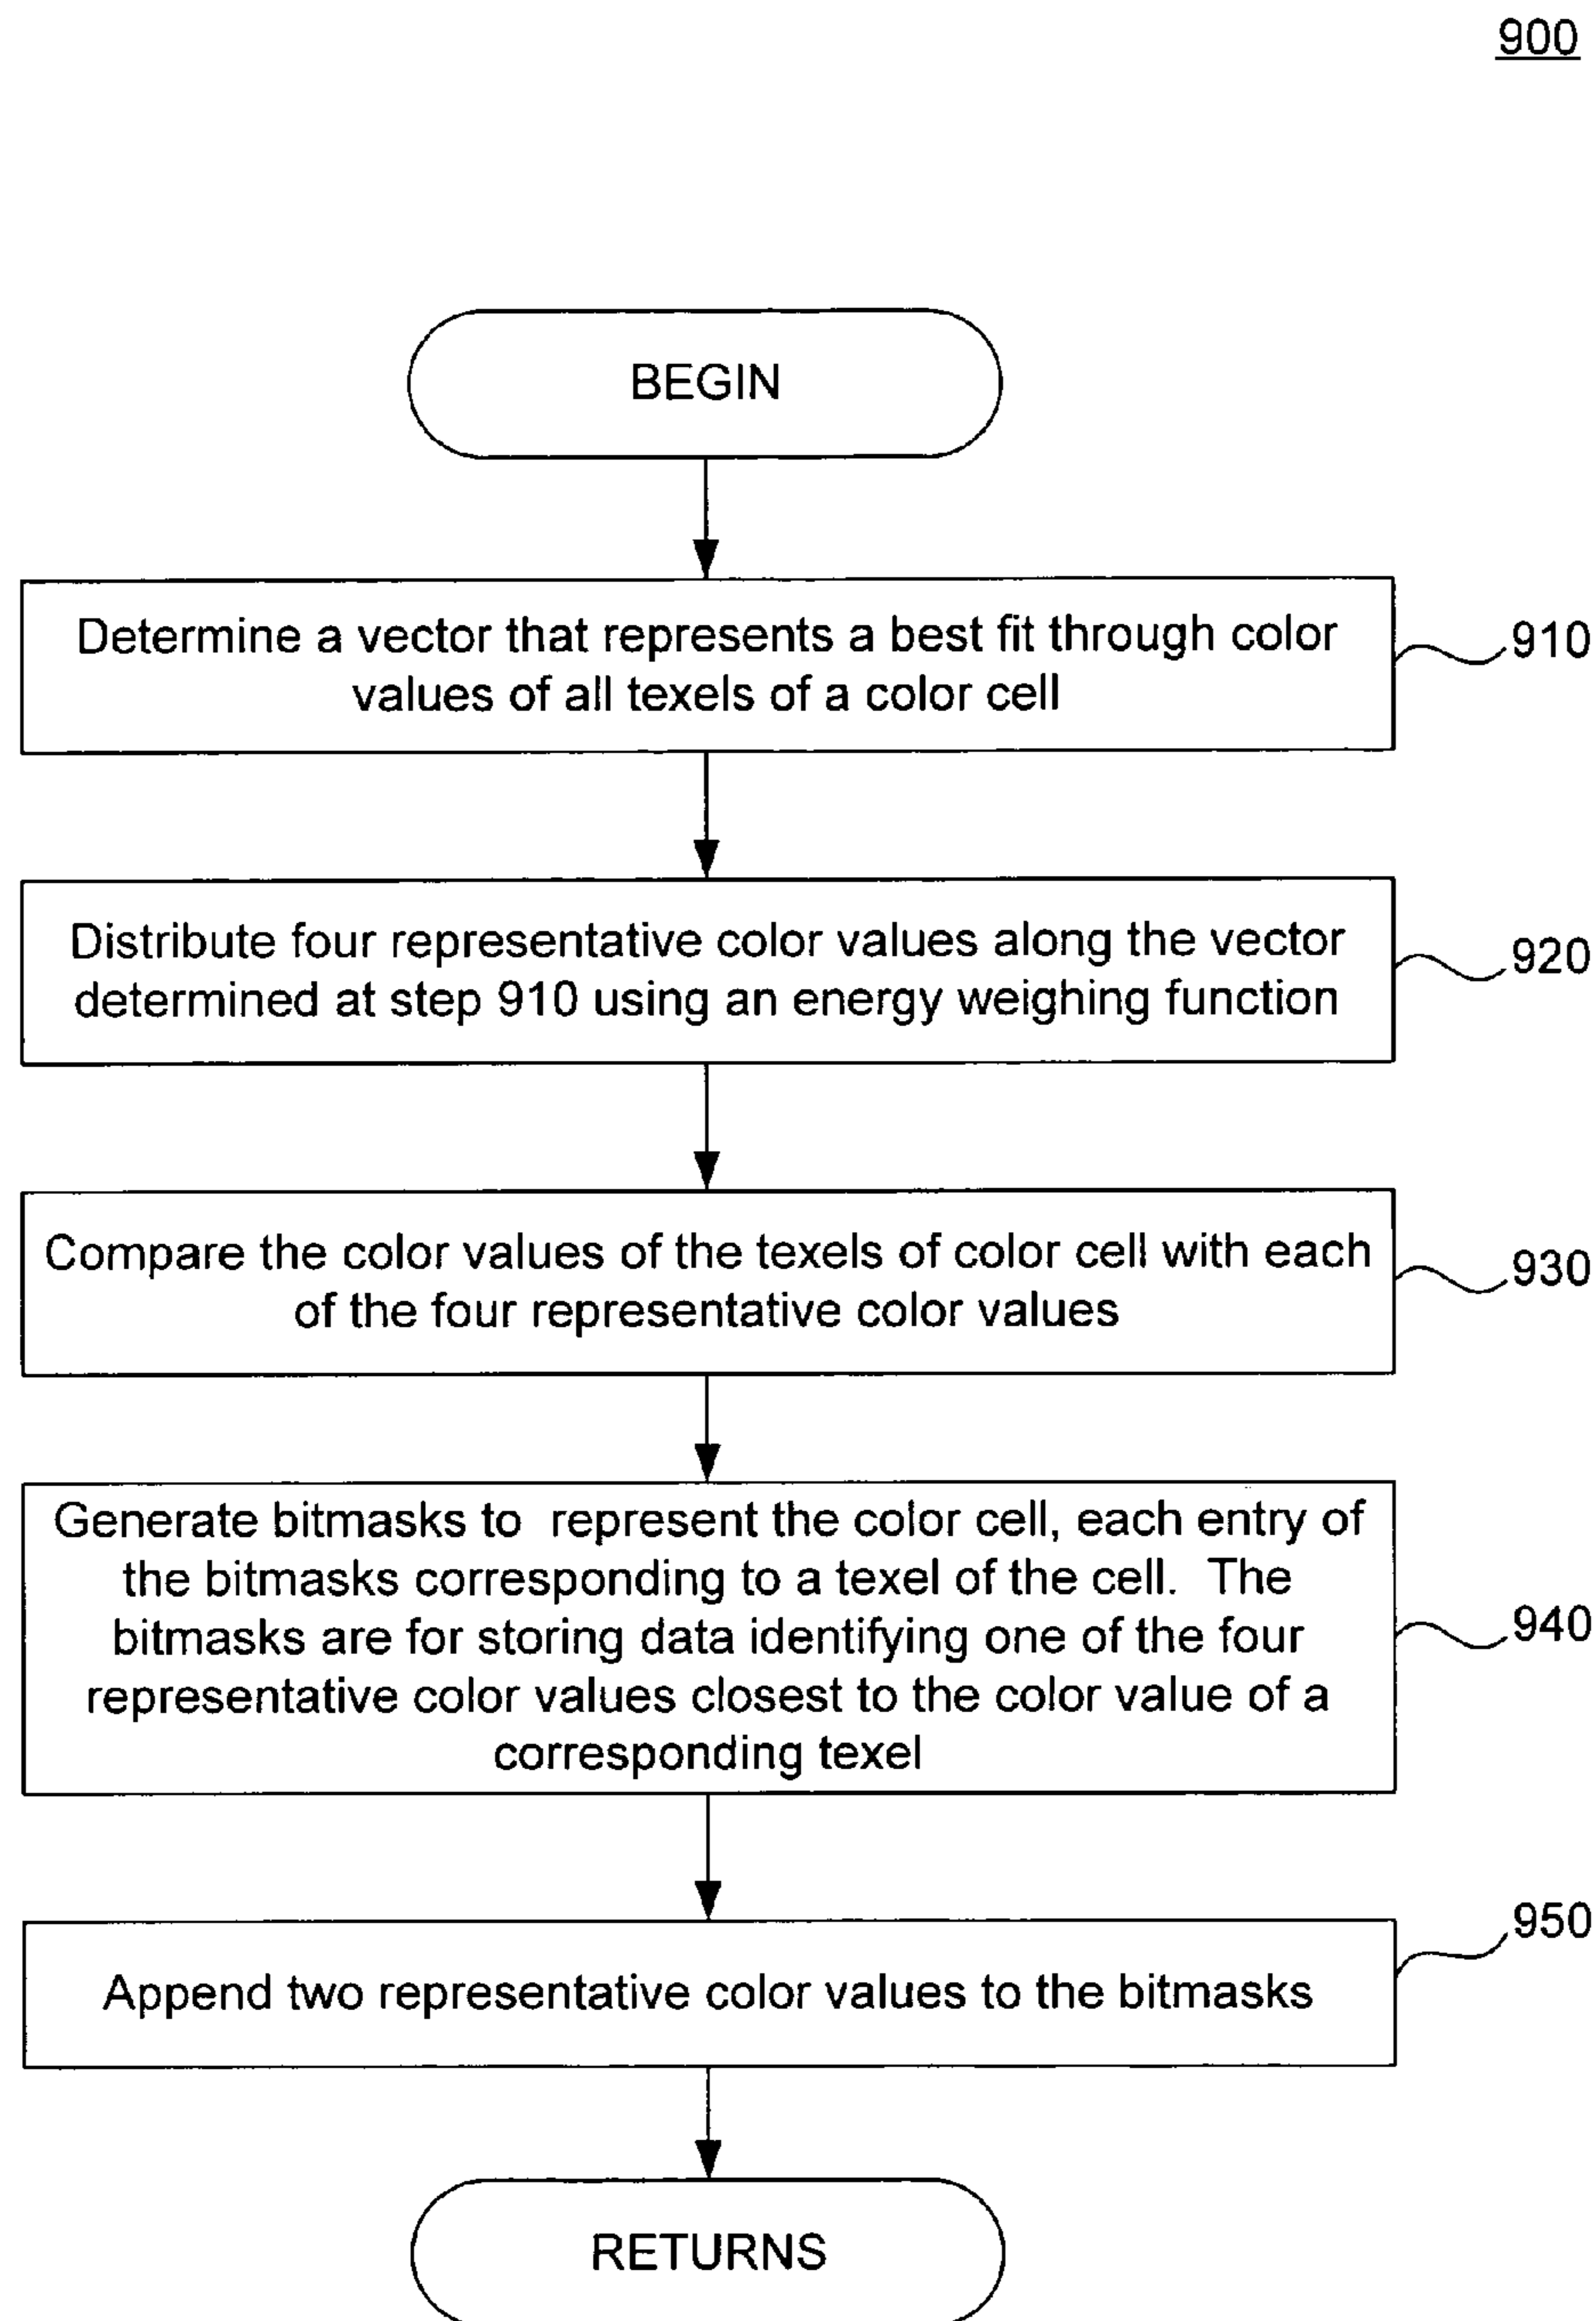 900
BEGIN
Determine a vector that represents a best fit through color
values of all texels of a color cell
910
Distribute four representative color values along the vector
determined at step 910 using an energy weighing function
920
Compare the color values of the texels of color cell with each
of the four representative color values
930
Generate bitmasks to represent the color cell, each entry of
the bitmasks corresponding to a texel of the cell. The
bitmasks are for storing data identifying one of the four
representative color values closest to the color value of a
corresponding texel
940
Append two representative color values to the bitmasks
950
RETURNS